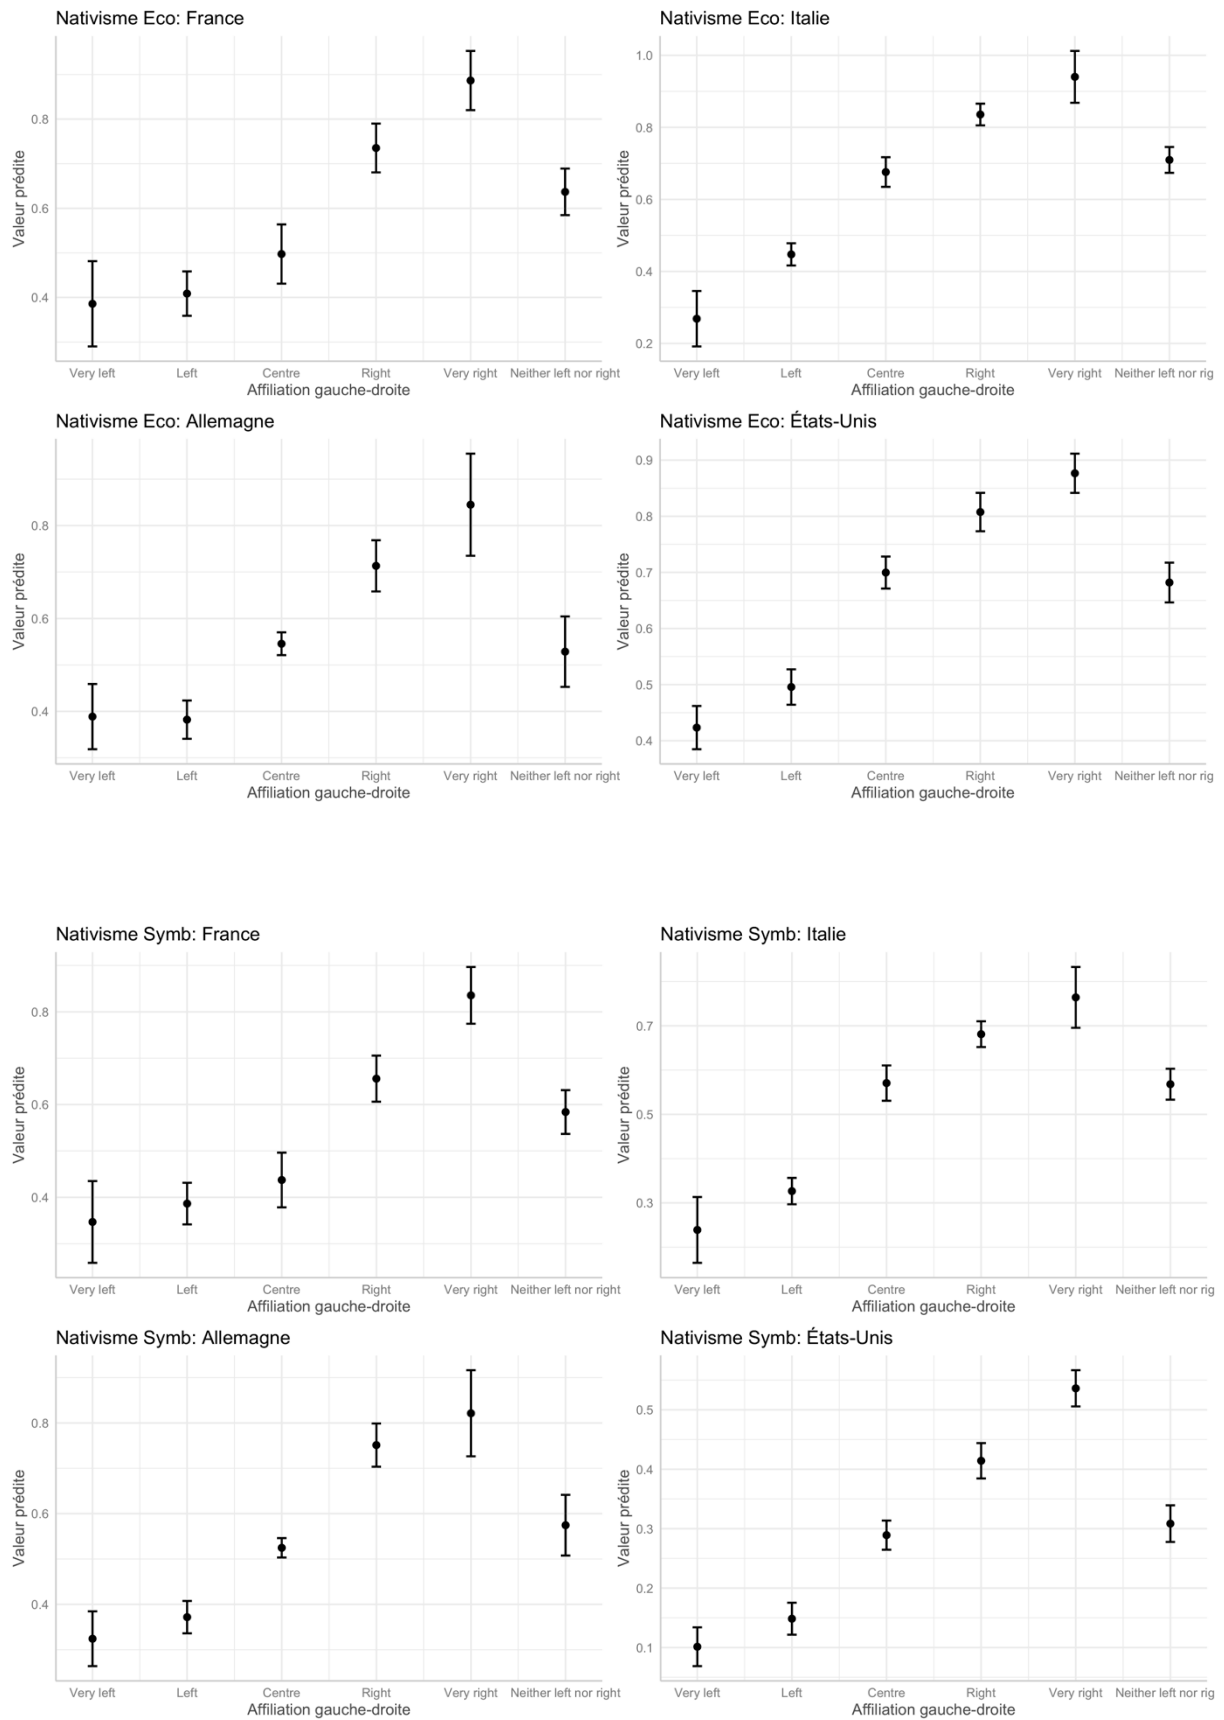 Nativisme Eco: France
Valeur prédite
0.8
0.6
0.4
Very left Left Centre Right Very right Neither left nor right
Affiliation gauche-droite
Nativisme Eco: Italie
Valeur prédite
1.0
0.8
0.6
0.4
0.2
Very left Left Centre Right Very right Neither left nor rig
Affiliation gauche-droite
Nativisme Eco: Allemagne
Valeur prédite
0.8
0.6
0.4
Very left Left Centre Right Very right Neither left nor right
Affiliation gauche-droite
Nativisme Eco: États-Unis
Valeur prédite
0.9
0.8
0.7
0.6
0.5
0.4
Very left Left Centre Right Very right Neither left nor rig
Affiliation gauche-droite
Nativisme Symb: France
Valeur prédite
0.8
0.6
0.4
Very left Left Centre Right Very right Neither left nor right
Affiliation gauche-droite
Nativisme Symb: Italie
Valeur prédite
0.7
0.5
0.3
Very left Left Centre Right Very right Neither left nor rig
Affiliation gauche-droite
Nativisme Symb: Allemagne
Valeur prédite
0.8
0.6
0.4
Very left Left Centre Right Very right Neither left nor right
Affiliation gauche-droite
Nativisme Symb: États-Unis
Valeur prédite
0.5
0.4
0.3
0.2
0.1
Very left Left Centre Right Very right Neither left nor rig
Affiliation gauche-droite